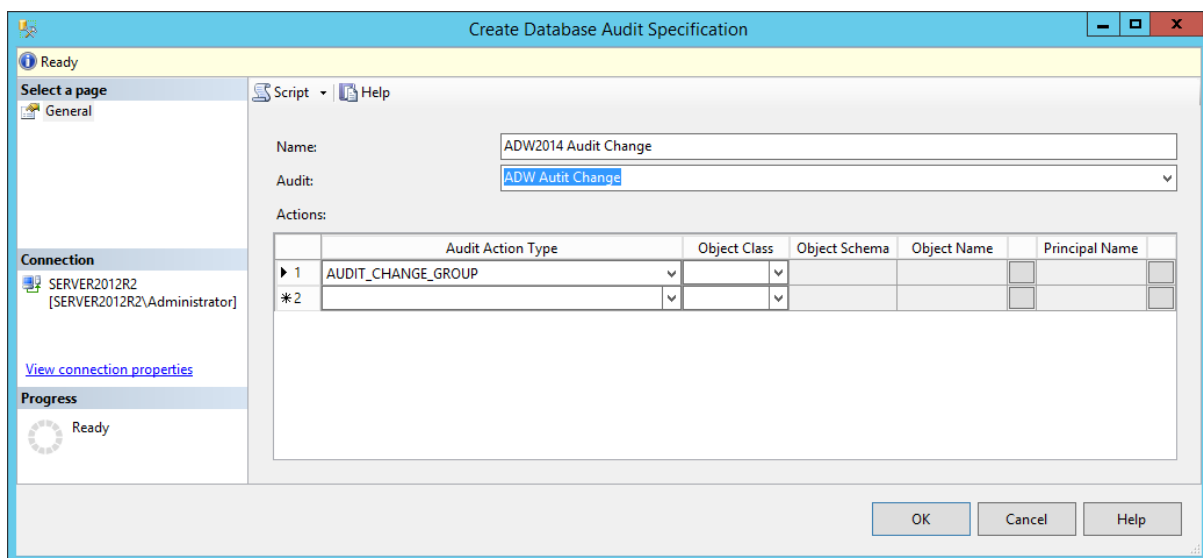 Create Database Audit Specification
Ready
Select a page
General
Script
Help
Name:
ADW2014 Audit Change
Audit:
ADW Autit Change
Actions:
Audit Action Type Object Class Object Schema Object Name Principal Name
1 AUDIT_CHANGE_GROUP
*2
Connection
SERVER2012R2
[SERVER2012R2\Administrator]
View connection properties
Progress
Ready
OK Cancel Help